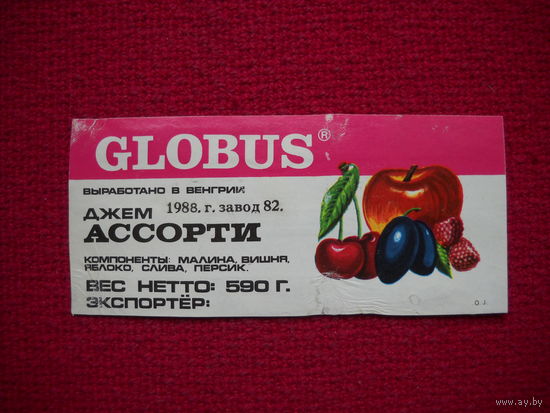 GLOBUS®
ВЫРАБОТАНО В ВЕНГРИИ
ДЖЕМ 1988. г. завод 82.
АССОРТИ
КОМПОНЕНТЫ: МАЛИНА, ВИШНЯ,
ЯБЛОКО, СЛИВА, ПЕРСИК.
ВЕС НЕТТО: 590 Г.
ЭКСПОРТЁР:
O.J.
www.ay.by